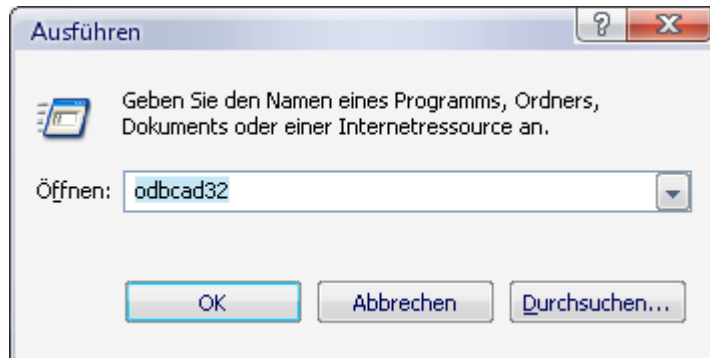 Ausführen
Geben Sie den Namen eines Programms, Ordners,
Dokuments oder einer Internetressource an.
Öffnen: odbcad32
OK Abbrechen Durchsuchen...